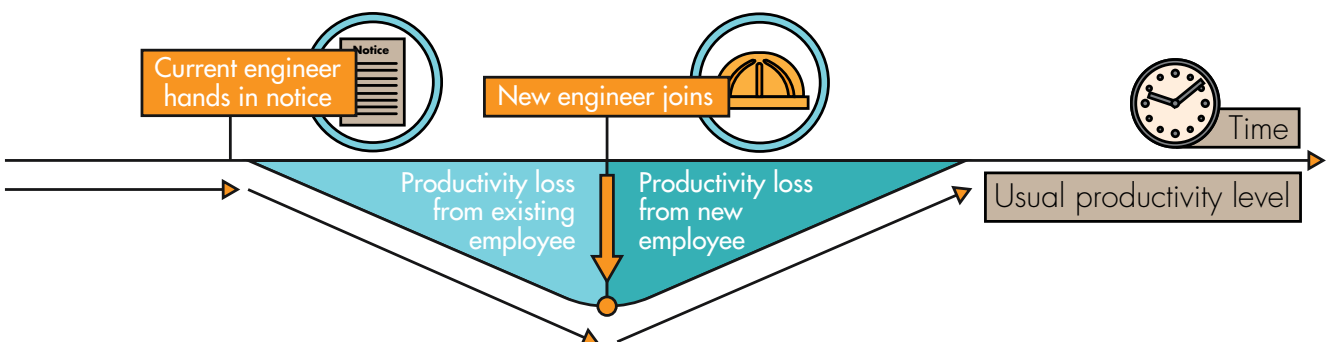 Notice
Current engineer
hands in notice
New engineer joins
Time
Productivity loss
from existing
employee
Productivity loss
from new
employee
Usual productivity level